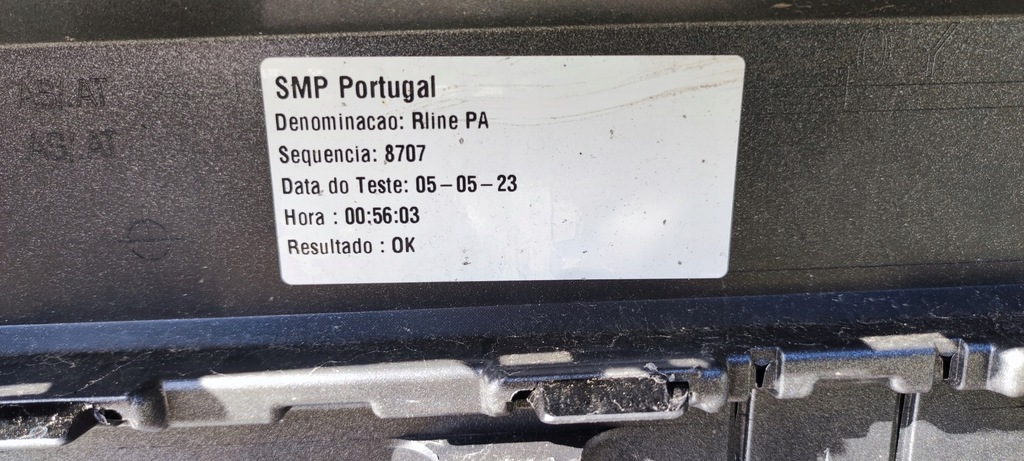 SMP Portugal
Denominacao: Rline PA
Sequencia: 8707
Data do Teste: 05-05-23
Hora : 00:56:03
Resultado : OK